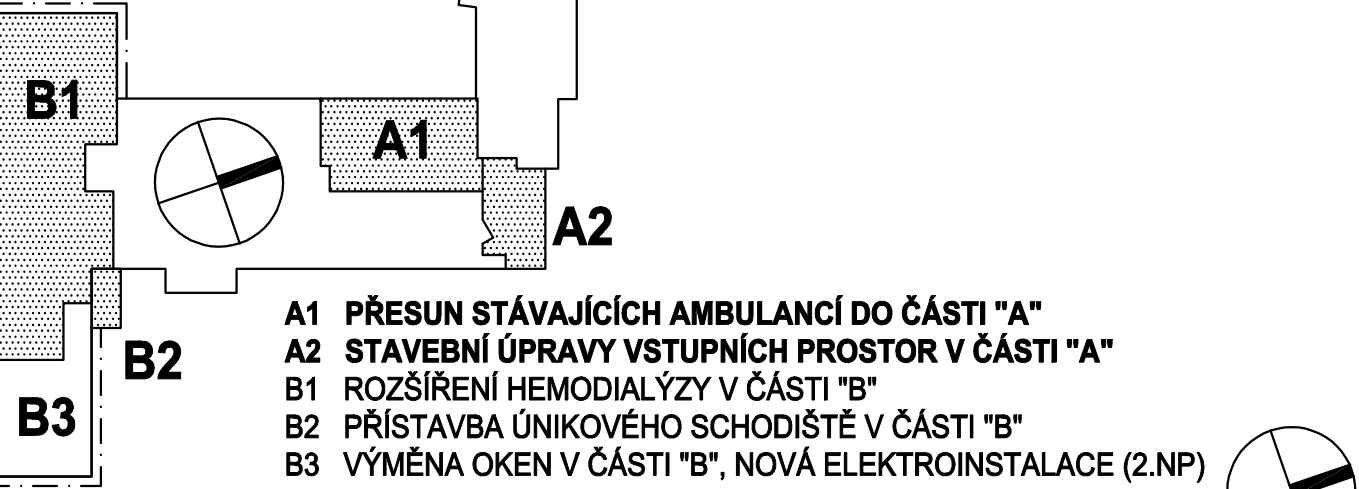 B1
A1
A2
B2
B3
A1 PŘESUN STÁVAJÍCÍCH AMBULANCÍ DO ČÁSTI "A"
A2 STAVEBNÍ ÚPRAVY VSTUPNÍCH PROSTOR V ČÁSTI "A"
B1 ROZŠÍŘENÍ HEMODIALÝZY V ČÁSTI "B"
B2 PŘÍSTAVBA ÚNIKOVÉHO SCHODIŠTĚ V ČÁSTI "B"
B3 VÝMĚNA OKEN V ČÁSTI "B", NOVÁ ELEKTROINSTALACE (2.NP)